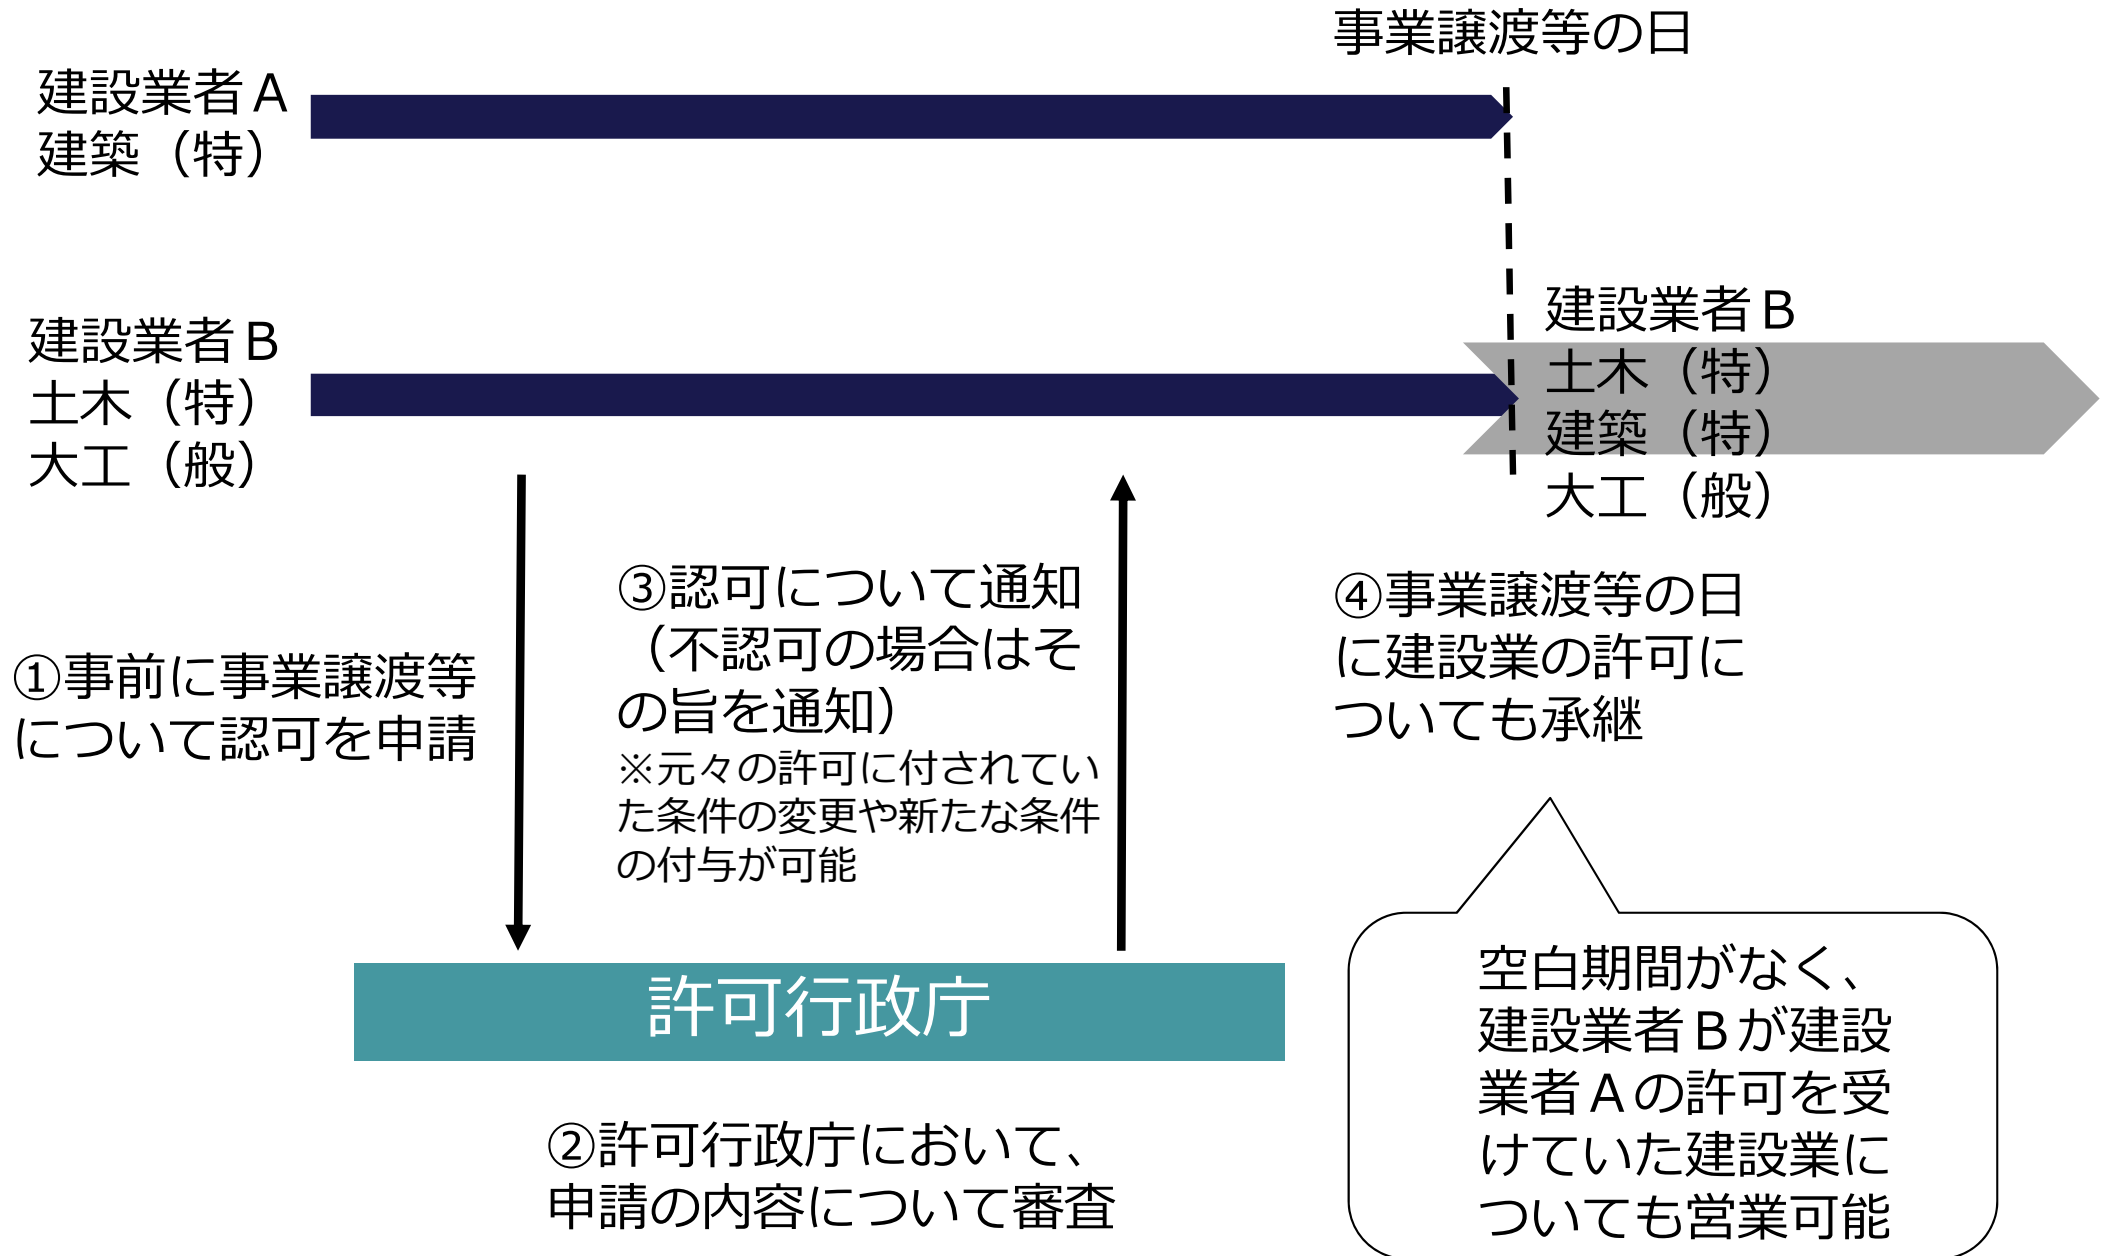 事業譲渡等の日
建設業者Ａ
建築（特）
建設業者Ｂ
土木（特）
大工（般）
建設業者Ｂ
土木（特）
建築（特）
大工（般）
①事前に事業譲渡等
について認可を申請
③認可について通知
（不認可の場合はそ
の旨を通知）
※元々の許可に付されてい
た条件の変更や新たな条件
の付与が可能
④事業譲渡等の日
に建設業の許可に
ついても承継
許可行政庁
②許可行政庁において、
申請の内容について審査
空白期間がなく、
建設業者Ｂが建設
業者Ａの許可を受
けていた建設業に
ついても営業可能